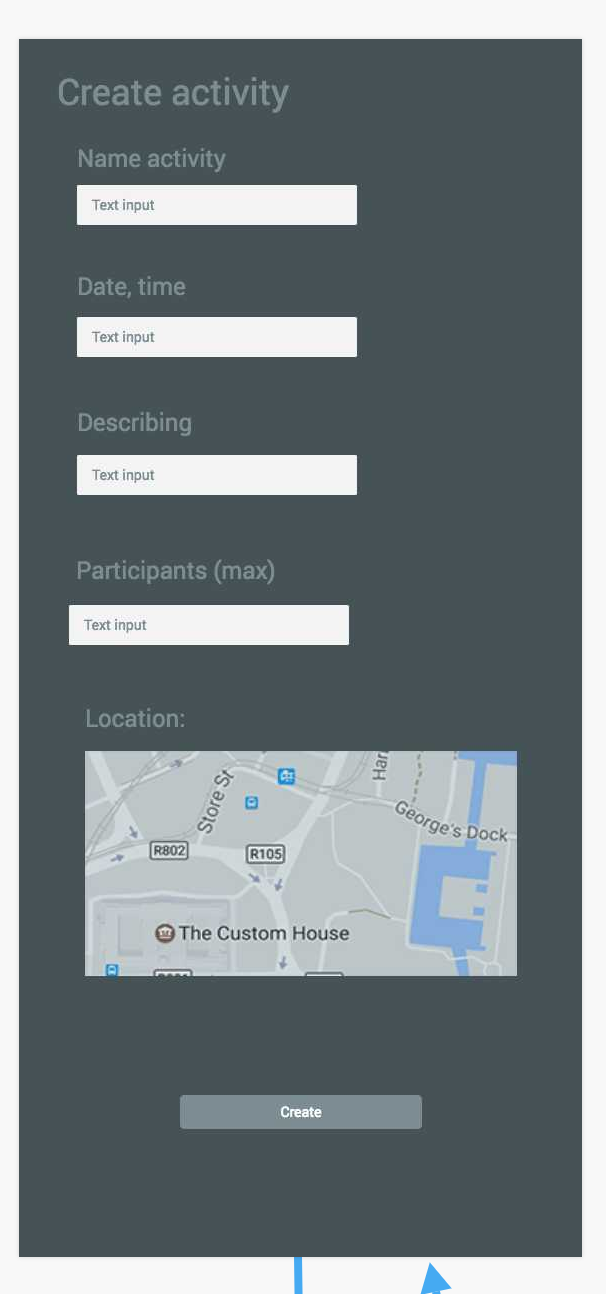 Create activity
Name activity
Text input
Date, time
Text input
Describing
Text input
Participants (max)
Text input
Location:
Store St
Har
George's Dock
R802
R105
The Custom House
Create